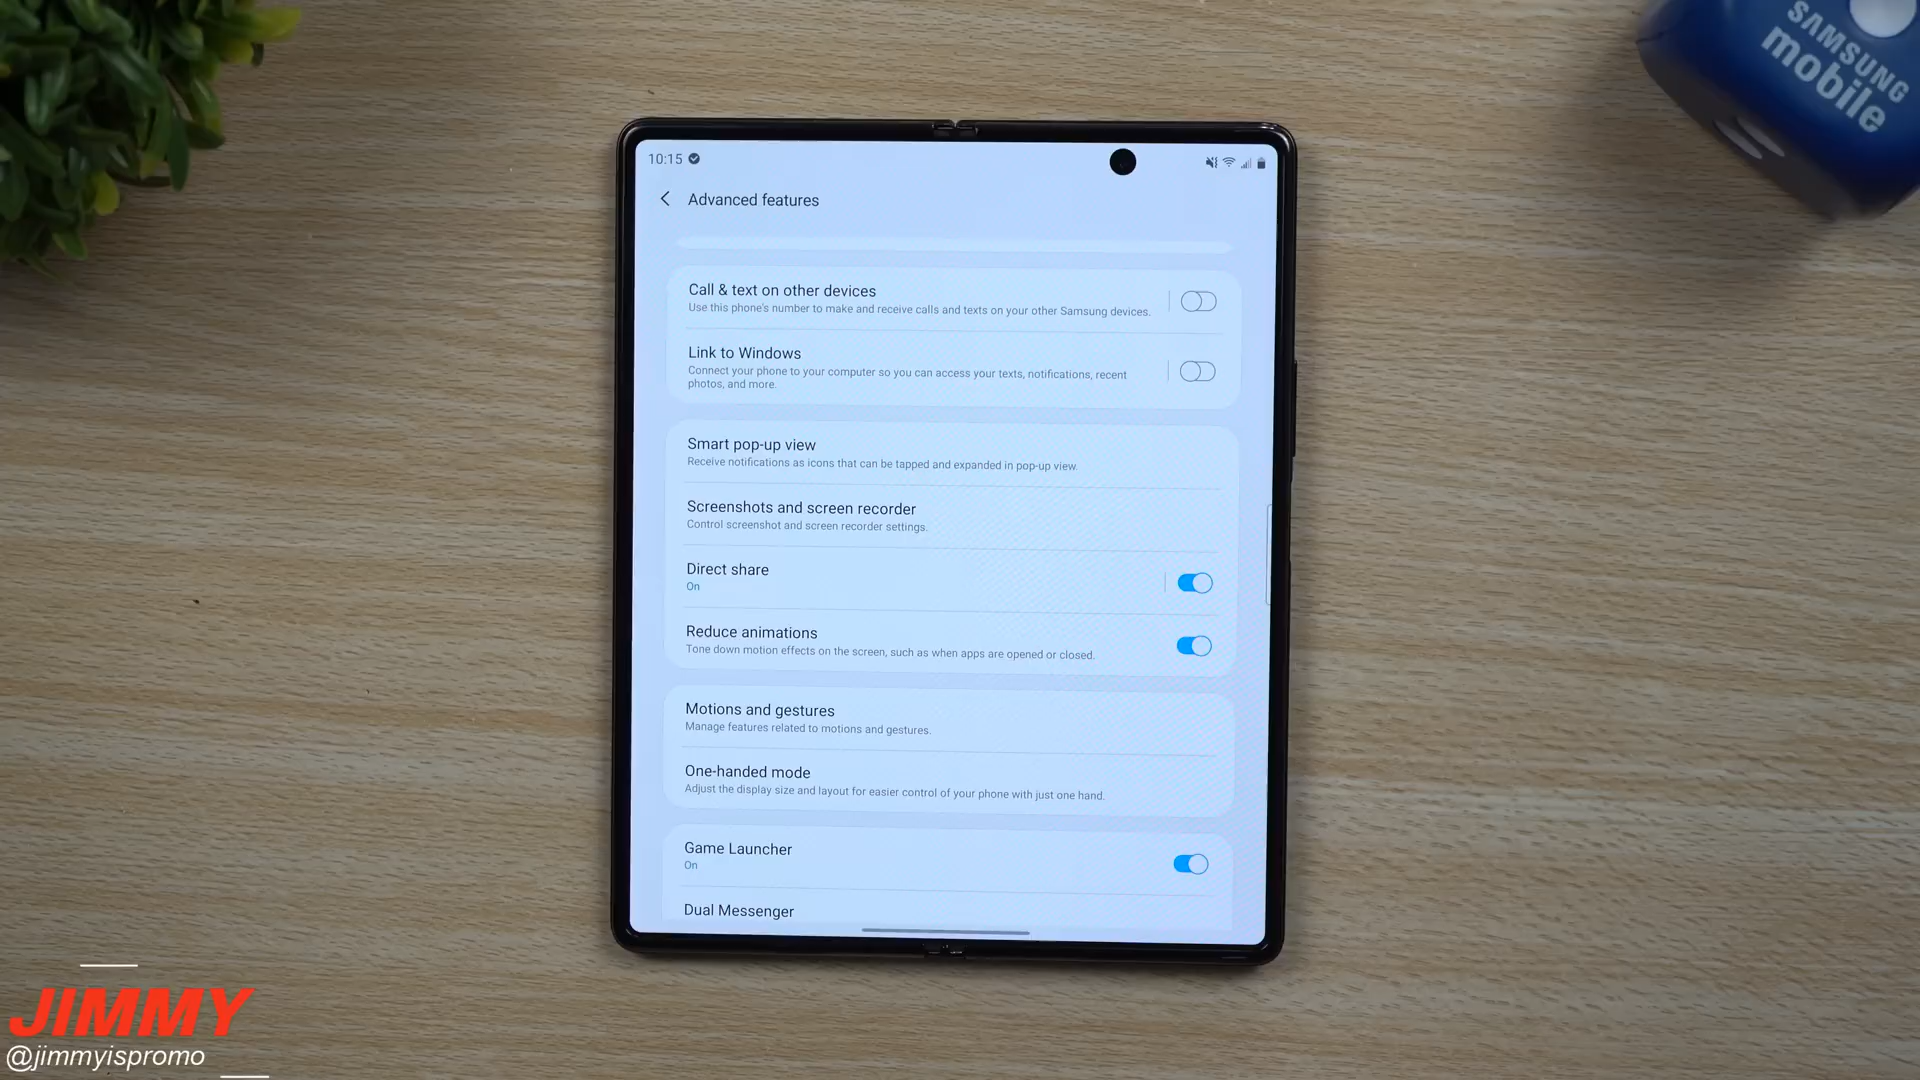 SAMSUNG
mobile
10:15
Advanced features
Call & text on other devices
Use this phone's number to make and receive calls and texts on your other Samsung devices.
Link to Windows
Connect your phone to your computer so you can access your texts, notifications, recent
photos, and more.
Smart pop-up view
Receive notifications as icons that can be tapped and expanded in pop-up view.
Screenshots and screen recorder
Control screenshot and screen recorder settings.
Direct share
On
Reduce animations
Tone down motion effects on the screen, such as when apps are opened or closed.
Motions and gestures
Manage features related to motions and gestures.
One-handed mode
Adjust the display size and layout for easier control of your phone with just one hand.
Game Launcher
On
Dual Messenger
JIMMY
@jimmyispromo